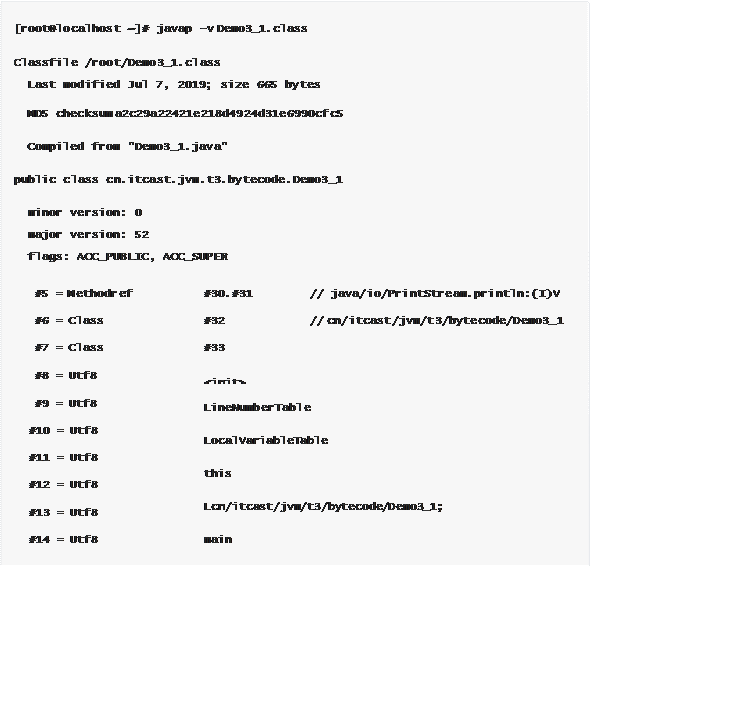 [root@localhost ~]# javap -v Demo3_1.class
Classfile /root/Demo3_1.class
Last modified Jul 7, 2019; size 665 bytes
MD5 checksum a2c29a22421e218d4924d31e6990cfc5
Compiled from "Demo3_1.java"
public class cn.itcast.jvm.t3.bytecode.Demo3_1
minor version: 0
major version: 52
flags: ACC_PUBLIC, ACC_SUPER
#5 = Methodref #30.#31 // java/io/PrintStream.println:(I)V
#6 = Class #32 // cn/itcast/jvm/t3/bytecode/Demo3_1
#7 = Class #33
#8 = Utf8 <init>
#9 = Utf8 LineNumberTable
#10 = Utf8 LocalVariableTable
#11 = Utf8
#12 = Utf8 this
#13 = Utf8 Lcn/itcast/jvm/t3/bytecode/Demo3_1;
#14 = Utf8 main